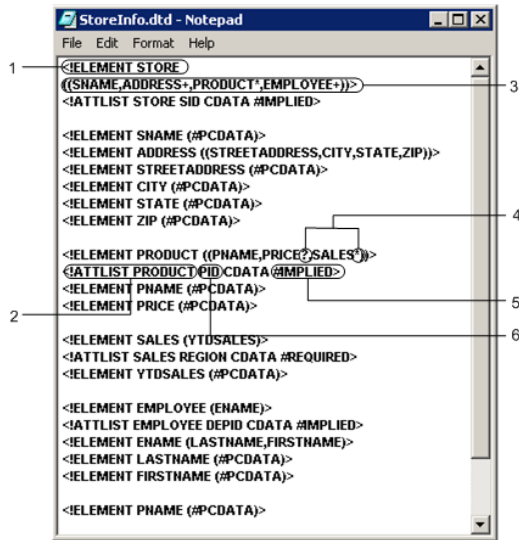 StoreInfo.dtd - Notepad
File Edit Format Help
1
<!ELEMENT STORE
((SNAME,ADDRESS+,PRODUCT*,EMPLOYEE+))>
3
<!ATTLIST STORE SID CDATA #IMPLIED>
<!ELEMENT SNAME (#PCDATA)>
<!ELEMENT ADDRESS ((STREETADDRESS,CITY,STATE,ZIP))>
<!ELEMENT STREETADDRESS (#PCDATA)>
<!ELEMENT CITY (#PCDATA)>
<!ELEMENT STATE (#PCDATA)>
<!ELEMENT ZIP (#PCDATA)>
4
<!ELEMENT PRODUCT ((PNAME,PRICE?,SALES*))>
<!ATTLIST PRODUCT PID CDATA #IMPLIED>
<!ELEMENT PNAME (#PCDATA)>
<!ELEMENT PRICE (#PCDATA)>
5
2
6
<!ELEMENT SALES (YTDSALES)>
<!ATTLIST SALES REGION CDATA #REQUIRED>
<!ELEMENT YTDSALES (#PCDATA)>
<!ELEMENT EMPLOYEE (ENAME)>
<!ATTLIST EMPLOYEE DEPID CDATA #IMPLIED>
<!ELEMENT ENAME (LASTNAME,FIRSTNAME)>
<!ELEMENT LASTNAME (#PCDATA)>
<!ELEMENT FIRSTNAME (#PCDATA)>
<!ELEMENT PNAME (#PCDATA)>